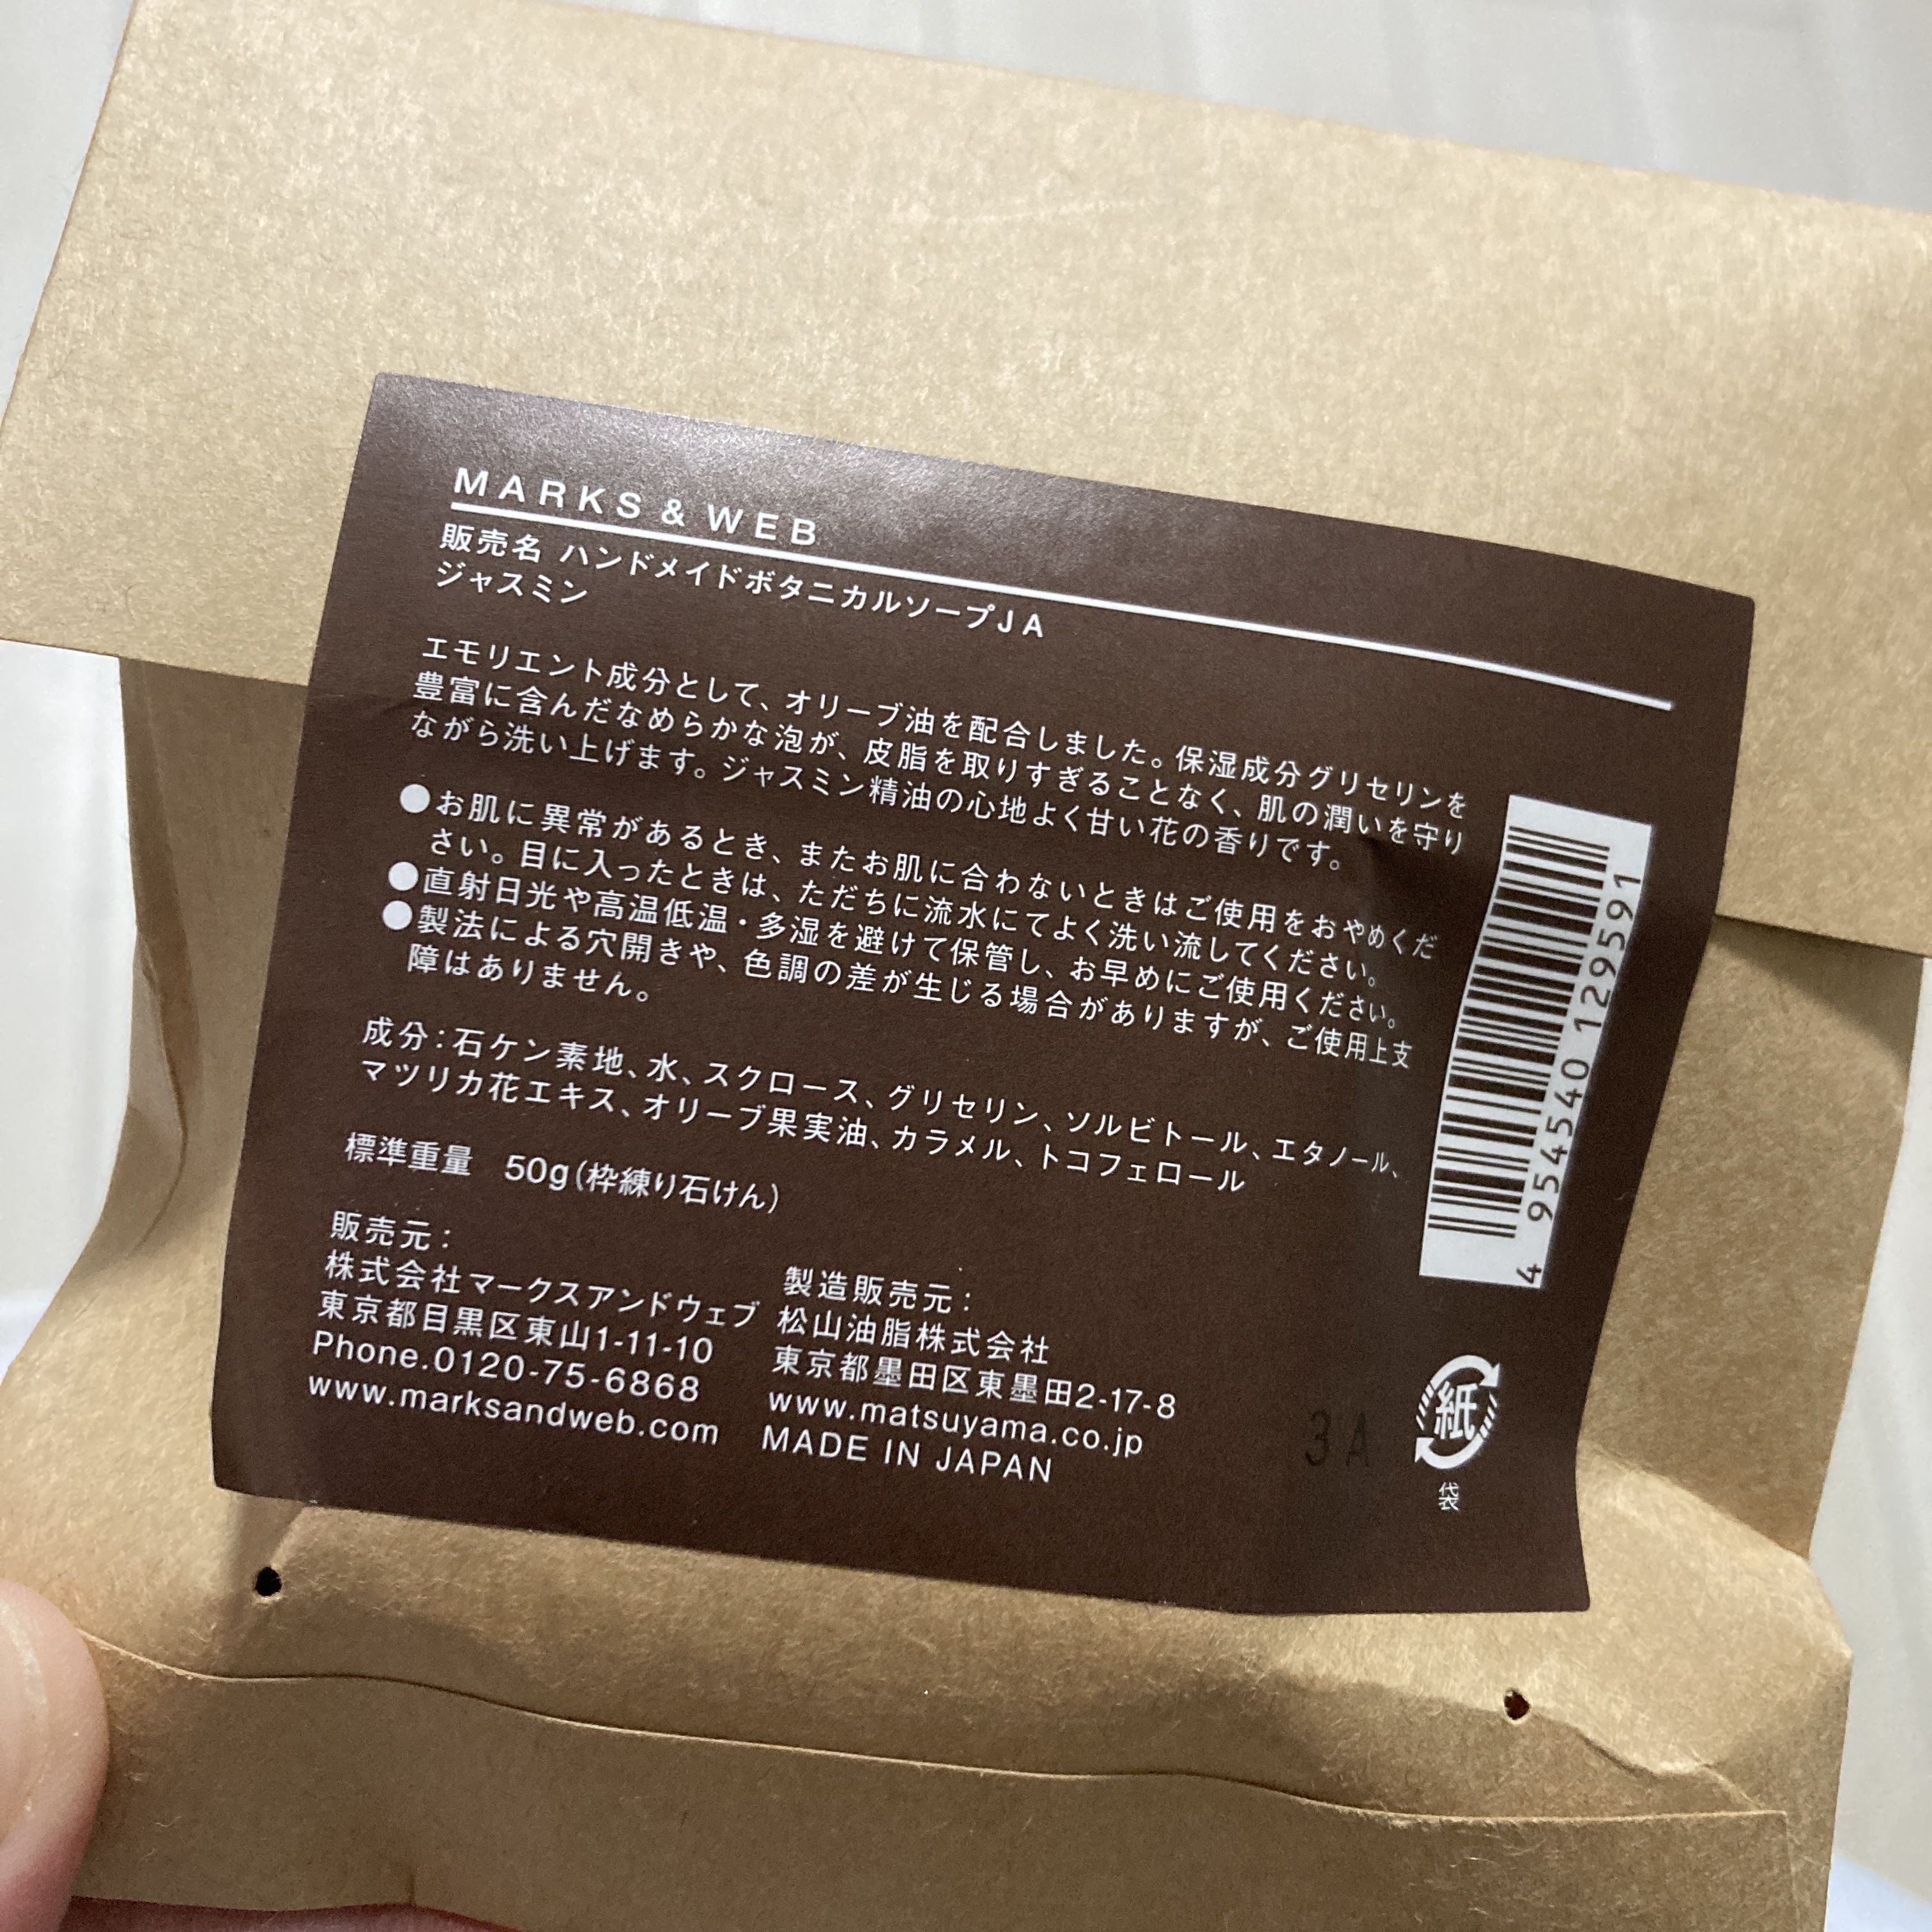 MARKS & WEB
販売名 ハンドメイドボタニカルソープJA
ジャスミン
エモリエント成分として、オリーブ油を配合しました。保湿成分グリセリンを
豊富に含んだなめらかな泡が、皮脂を取りすぎることなく、肌の潤いを守り
ながら洗い上げます。ジャスミン精油の心地よく甘い花の香りです。
●お肌に異常があるとき、またお肌に合わないときはご使用をおやめくだ
さい。目に入ったときは、ただちに流水にてよく洗い流してください。
●直射日光や高温低温・多湿を避けて保管し、お早めにご使用ください。
●製法による穴開きや、色調の差が生じる場合がありますが、ご使用上支
障はありません。
成分：石ケン素地、水、スクロース、グリセリン、ソルビトール、エタノール、
マツリカ花エキス、オリーブ果実油、カラメル、トコフェロール
標準重量　50g（枠練り石けん）
販売元：
株式会社マークスアンドウェブ
東京都目黒区東山1-11-10
Phone.0120-75-6868
www.marksandweb.com
製造販売元：
松山油脂株式会社
東京都墨田区東墨田2-17-8
www.matsuyama.co.jp
MADE IN JAPAN
4 954540 129591
3A
紙
袋